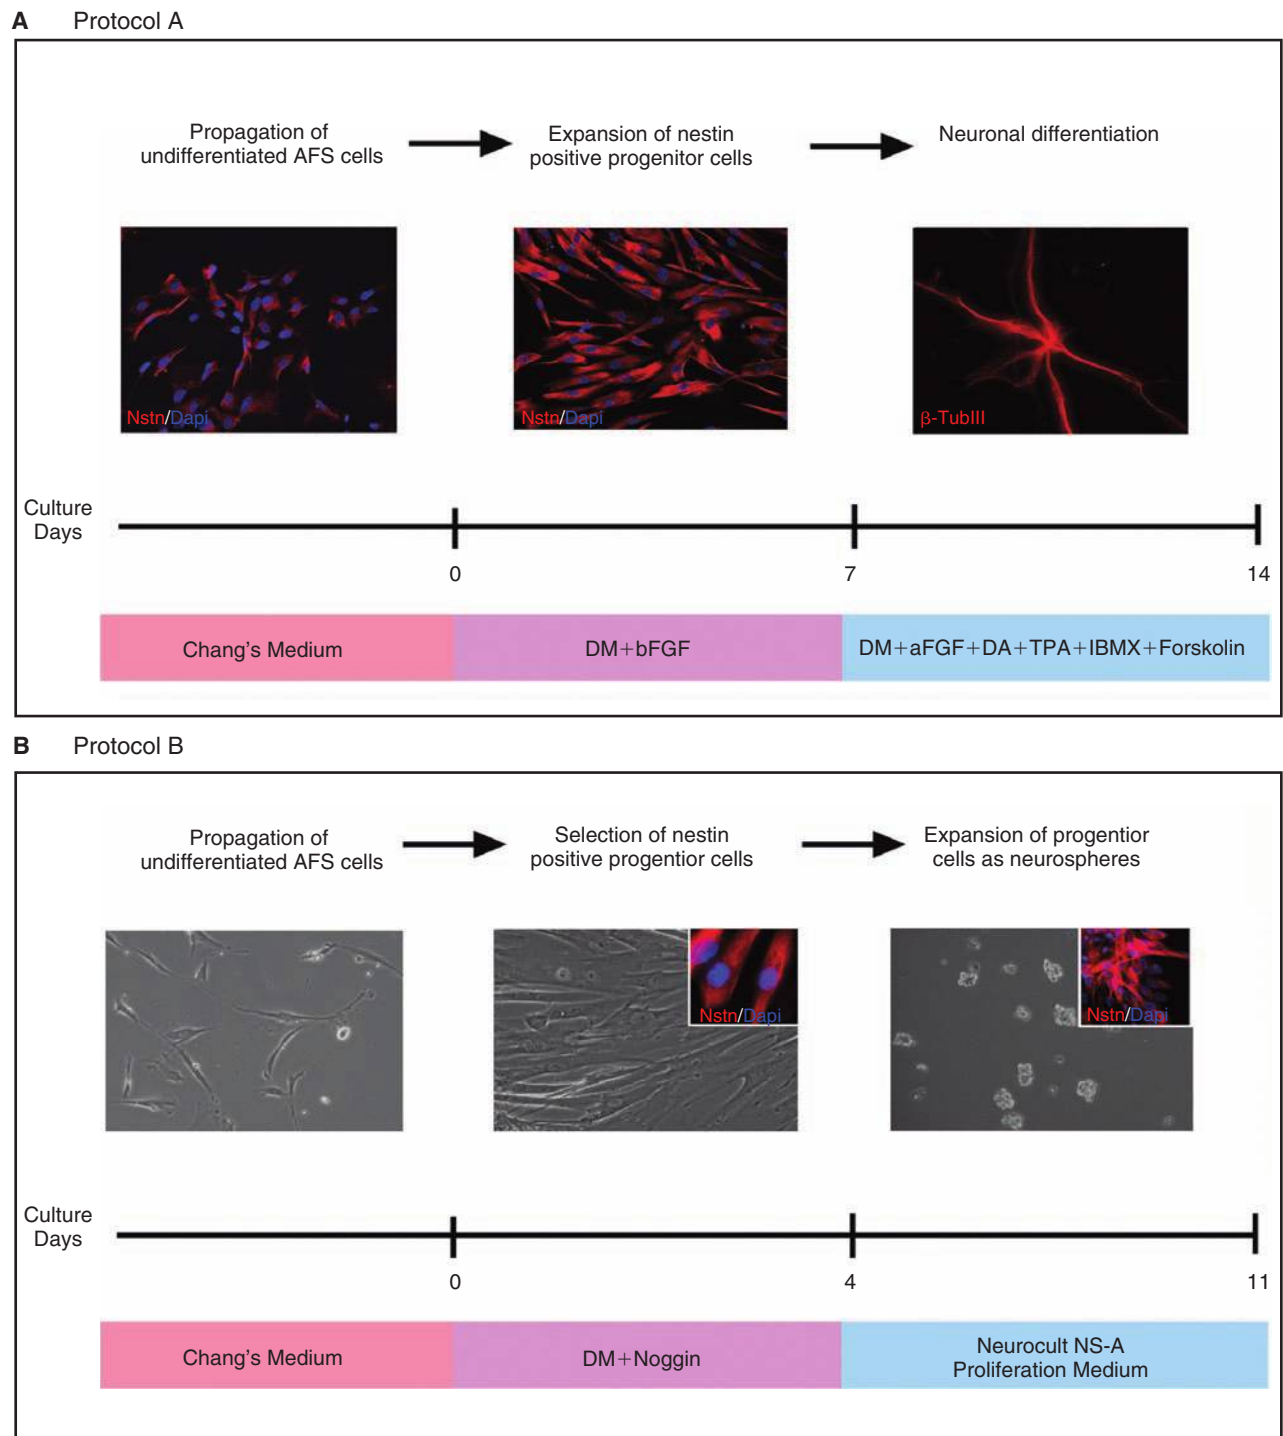 A Protocol A
Propagation of
undifferentiated AFS cells
Expansion of nestin
positive progenitor cells
Neuronal differentiation
Nstn/Dapi
Nstn/Dapi
β-TubIII
Culture
Days
0
7
14
Chang's Medium
DM+bFGF
DM+aFGF+DA+TPA+IBMX+Forskolin
B Protocol B
Propagation of
undifferentiated AFS cells
Selection of nestin
positive progentior cells
Expansion of progentior
cells as neurospheres
Nstn/Dapi
Nstn/Dapi
Culture
Days
0
4
11
Chang's Medium
DM+Noggin
Neurocult NS-A
Proliferation Medium